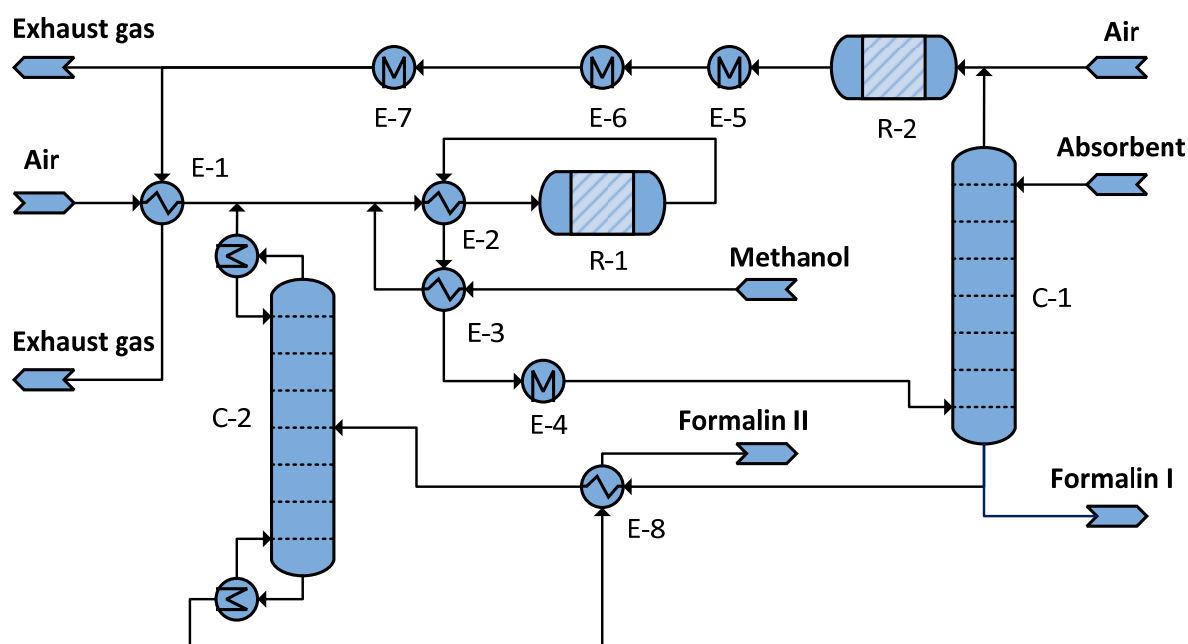 Exhaust gas
Air
E-7
E-6
E-5
R-2
Air
E-1
Absorbent
E-2
R-1
Methanol
E-3
C-1
Exhaust gas
C-2
E-4
Formalin II
Formalin I
E-8